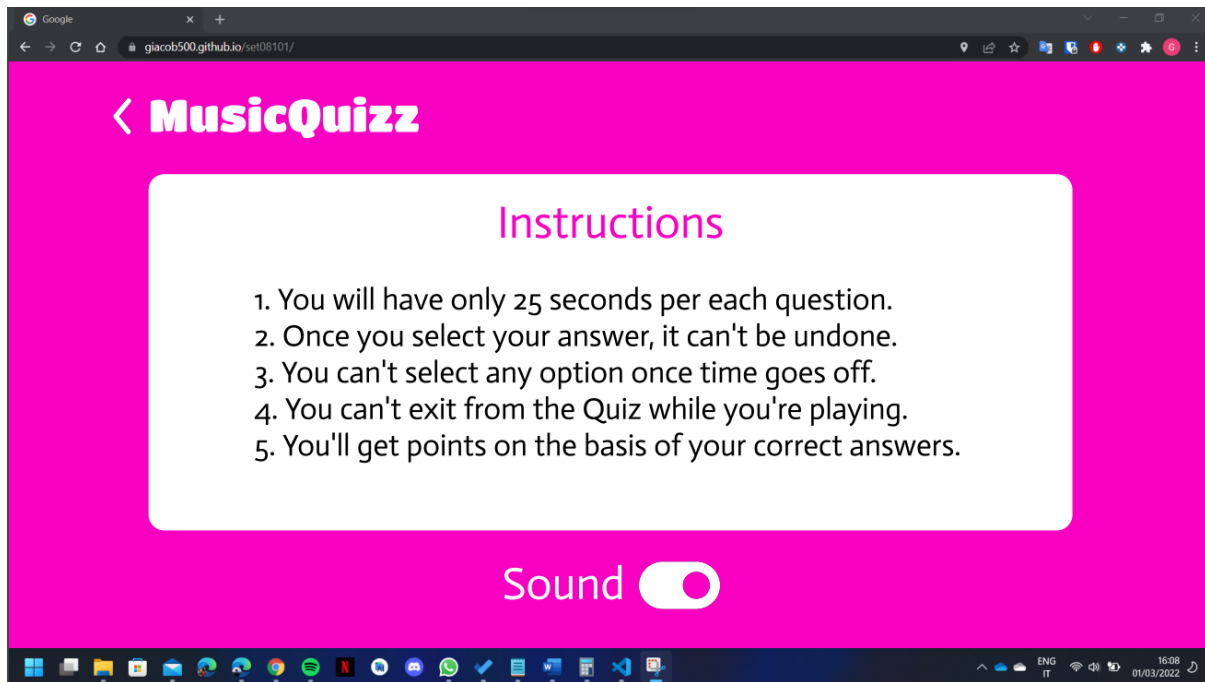 Google
giacob500.github.io/set08101/
G
MusicQuizz
Instructions
1. You will have only 25 seconds per each question.
2. Once you select your answer, it can't be undone.
3. You can't select any option once time goes off.
4. You can't exit from the Quiz while you're playing.
5. You'll get points on the basis of your correct answers.
Sound
ENG
IT
16:08
01/03/2022